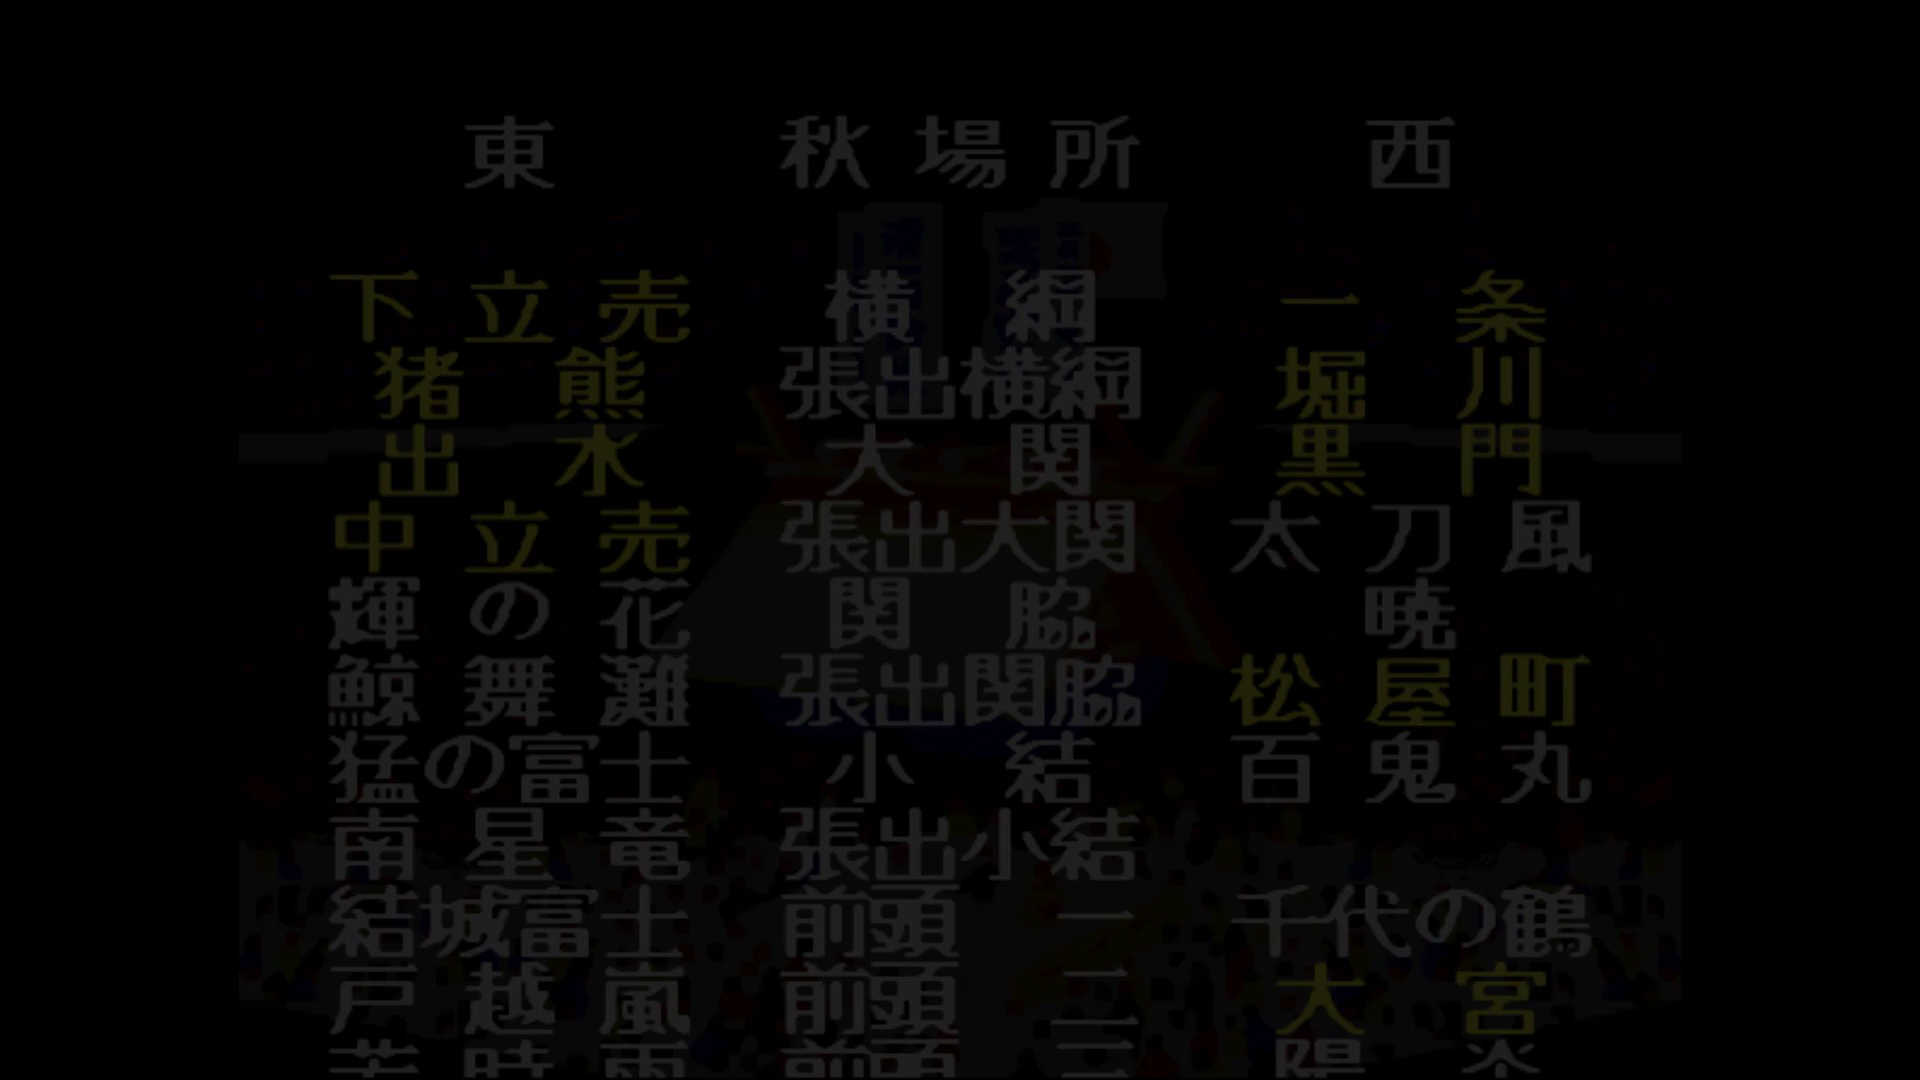 東 秋場所 西
下立売 横綱 一条
猪熊 張出横綱 堀川
出水 大関 黒門
中立売 張出大関 太刀風
輝の花 関脇 暁
鯨舞灘 張出関脇 松屋町
猛の富士 小結 百鬼丸
南星竜 張出小結
結城富士 前頭一 千代の鶴
戸越嵐 前頭二 大宮